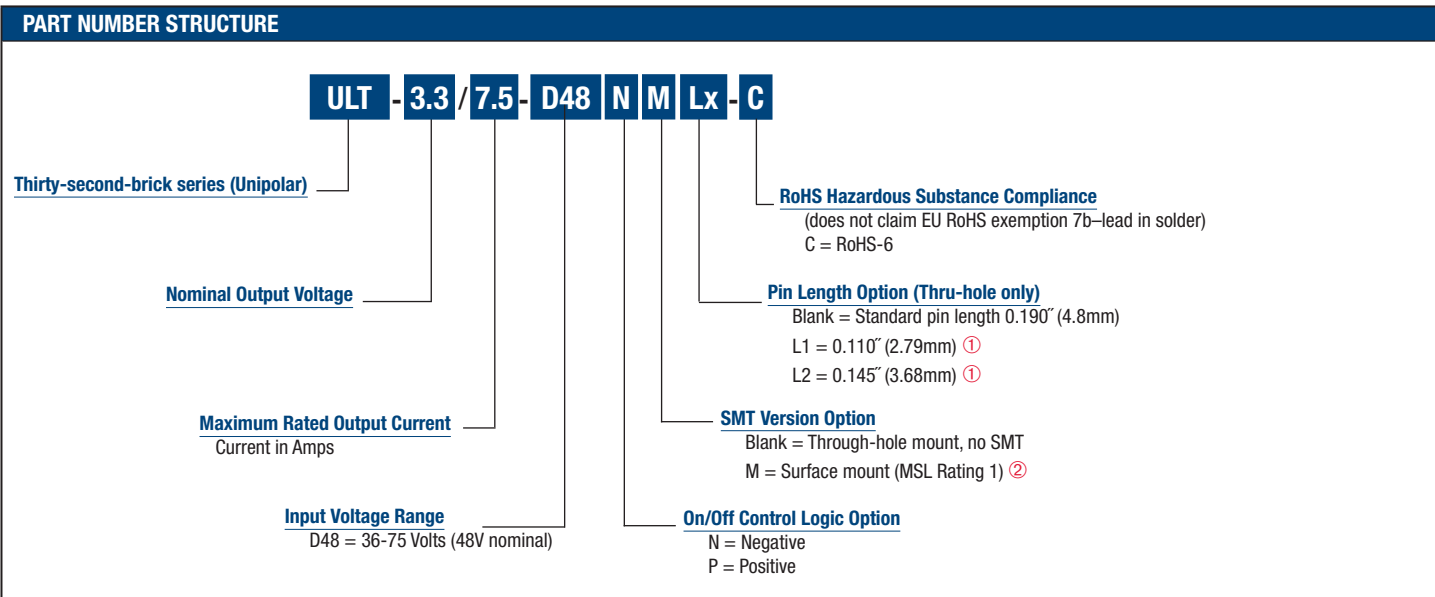 PART NUMBER STRUCTURE
ULT - 3.3 / 7.5 - D48 N M Lx - C
Thirty-second-brick series (Unipolar)
RoHS Hazardous Substance Compliance
(does not claim EU RoHS exemption 7b–lead in solder)
C = RoHS-6
Nominal Output Voltage
Pin Length Option (Thru-hole only)
Blank = Standard pin length 0.190˝ (4.8mm)
L1 = 0.110˝ (2.79mm) ①
L2 = 0.145˝ (3.68mm) ①
Maximum Rated Output Current
Current in Amps
SMT Version Option
Blank = Through-hole mount, no SMT
M = Surface mount (MSL Rating 1) ②
Input Voltage Range
D48 = 36-75 Volts (48V nominal)
On/Off Control Logic Option
N = Negative
P = Positive